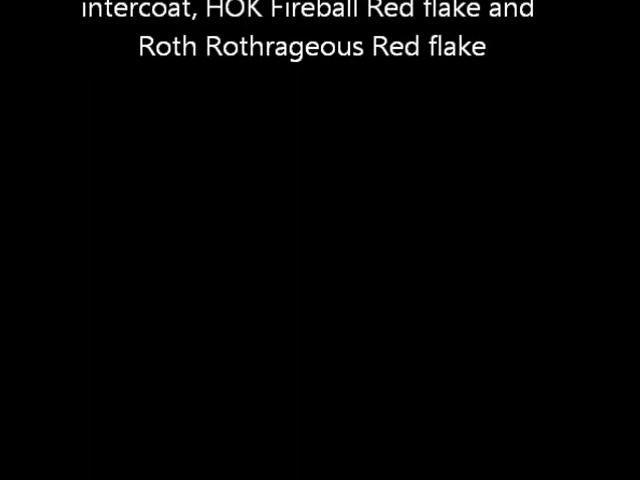 intercoat, HOK Fireball Red flake and
Roth Rothrageous Red flake